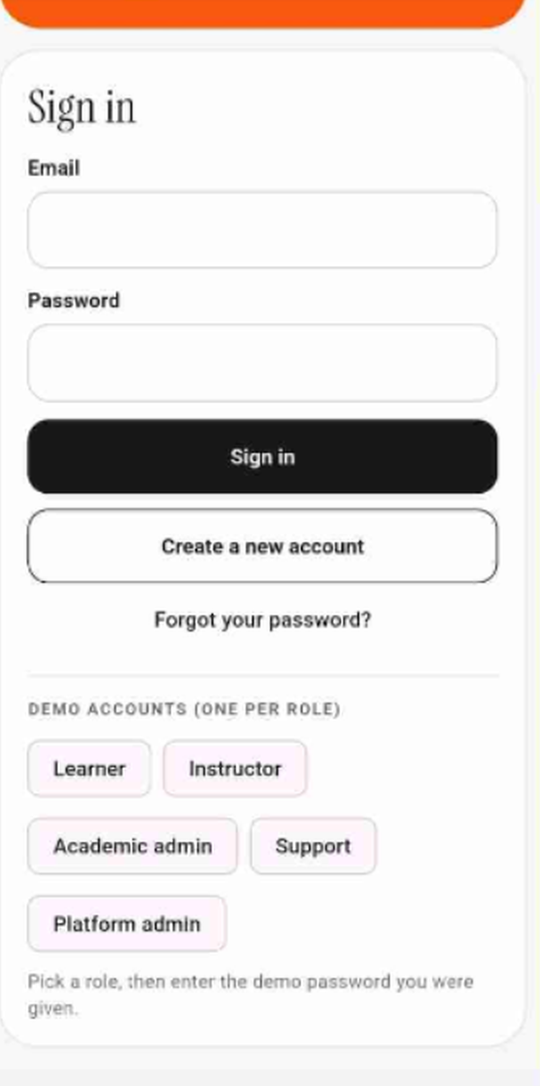 Sign in
Email
Password
Sign in
Create a new account
Forgot your password?
DEMO ACCOUNTS (ONE PER ROLE)
Learner
Instructor
Academic admin
Support
Platform admin
Pick a role, then enter the demo password you were
given.